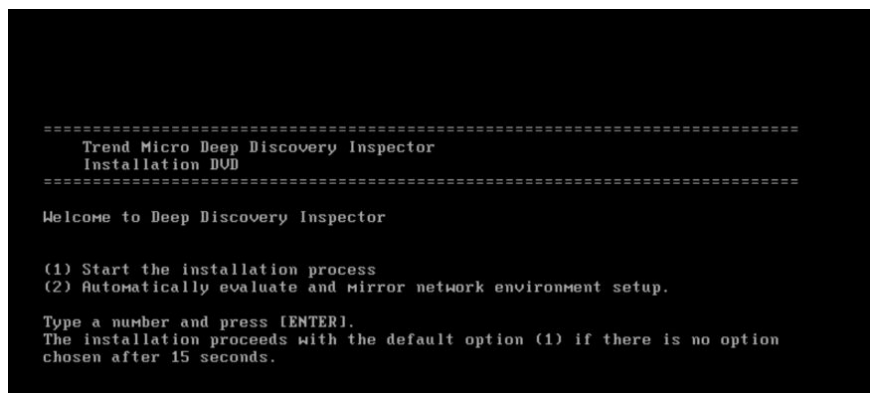 ================================================================================
Trend Micro Deep Discovery Inspector
Installation DVD
================================================================================
Welcome to Deep Discovery Inspector
(1) Start the installation process
(2) Automatically evaluate and mirror network environment setup.
Type a number and press [ENTER].
The installation proceeds with the default option (1) if there is no option
chosen after 15 seconds.